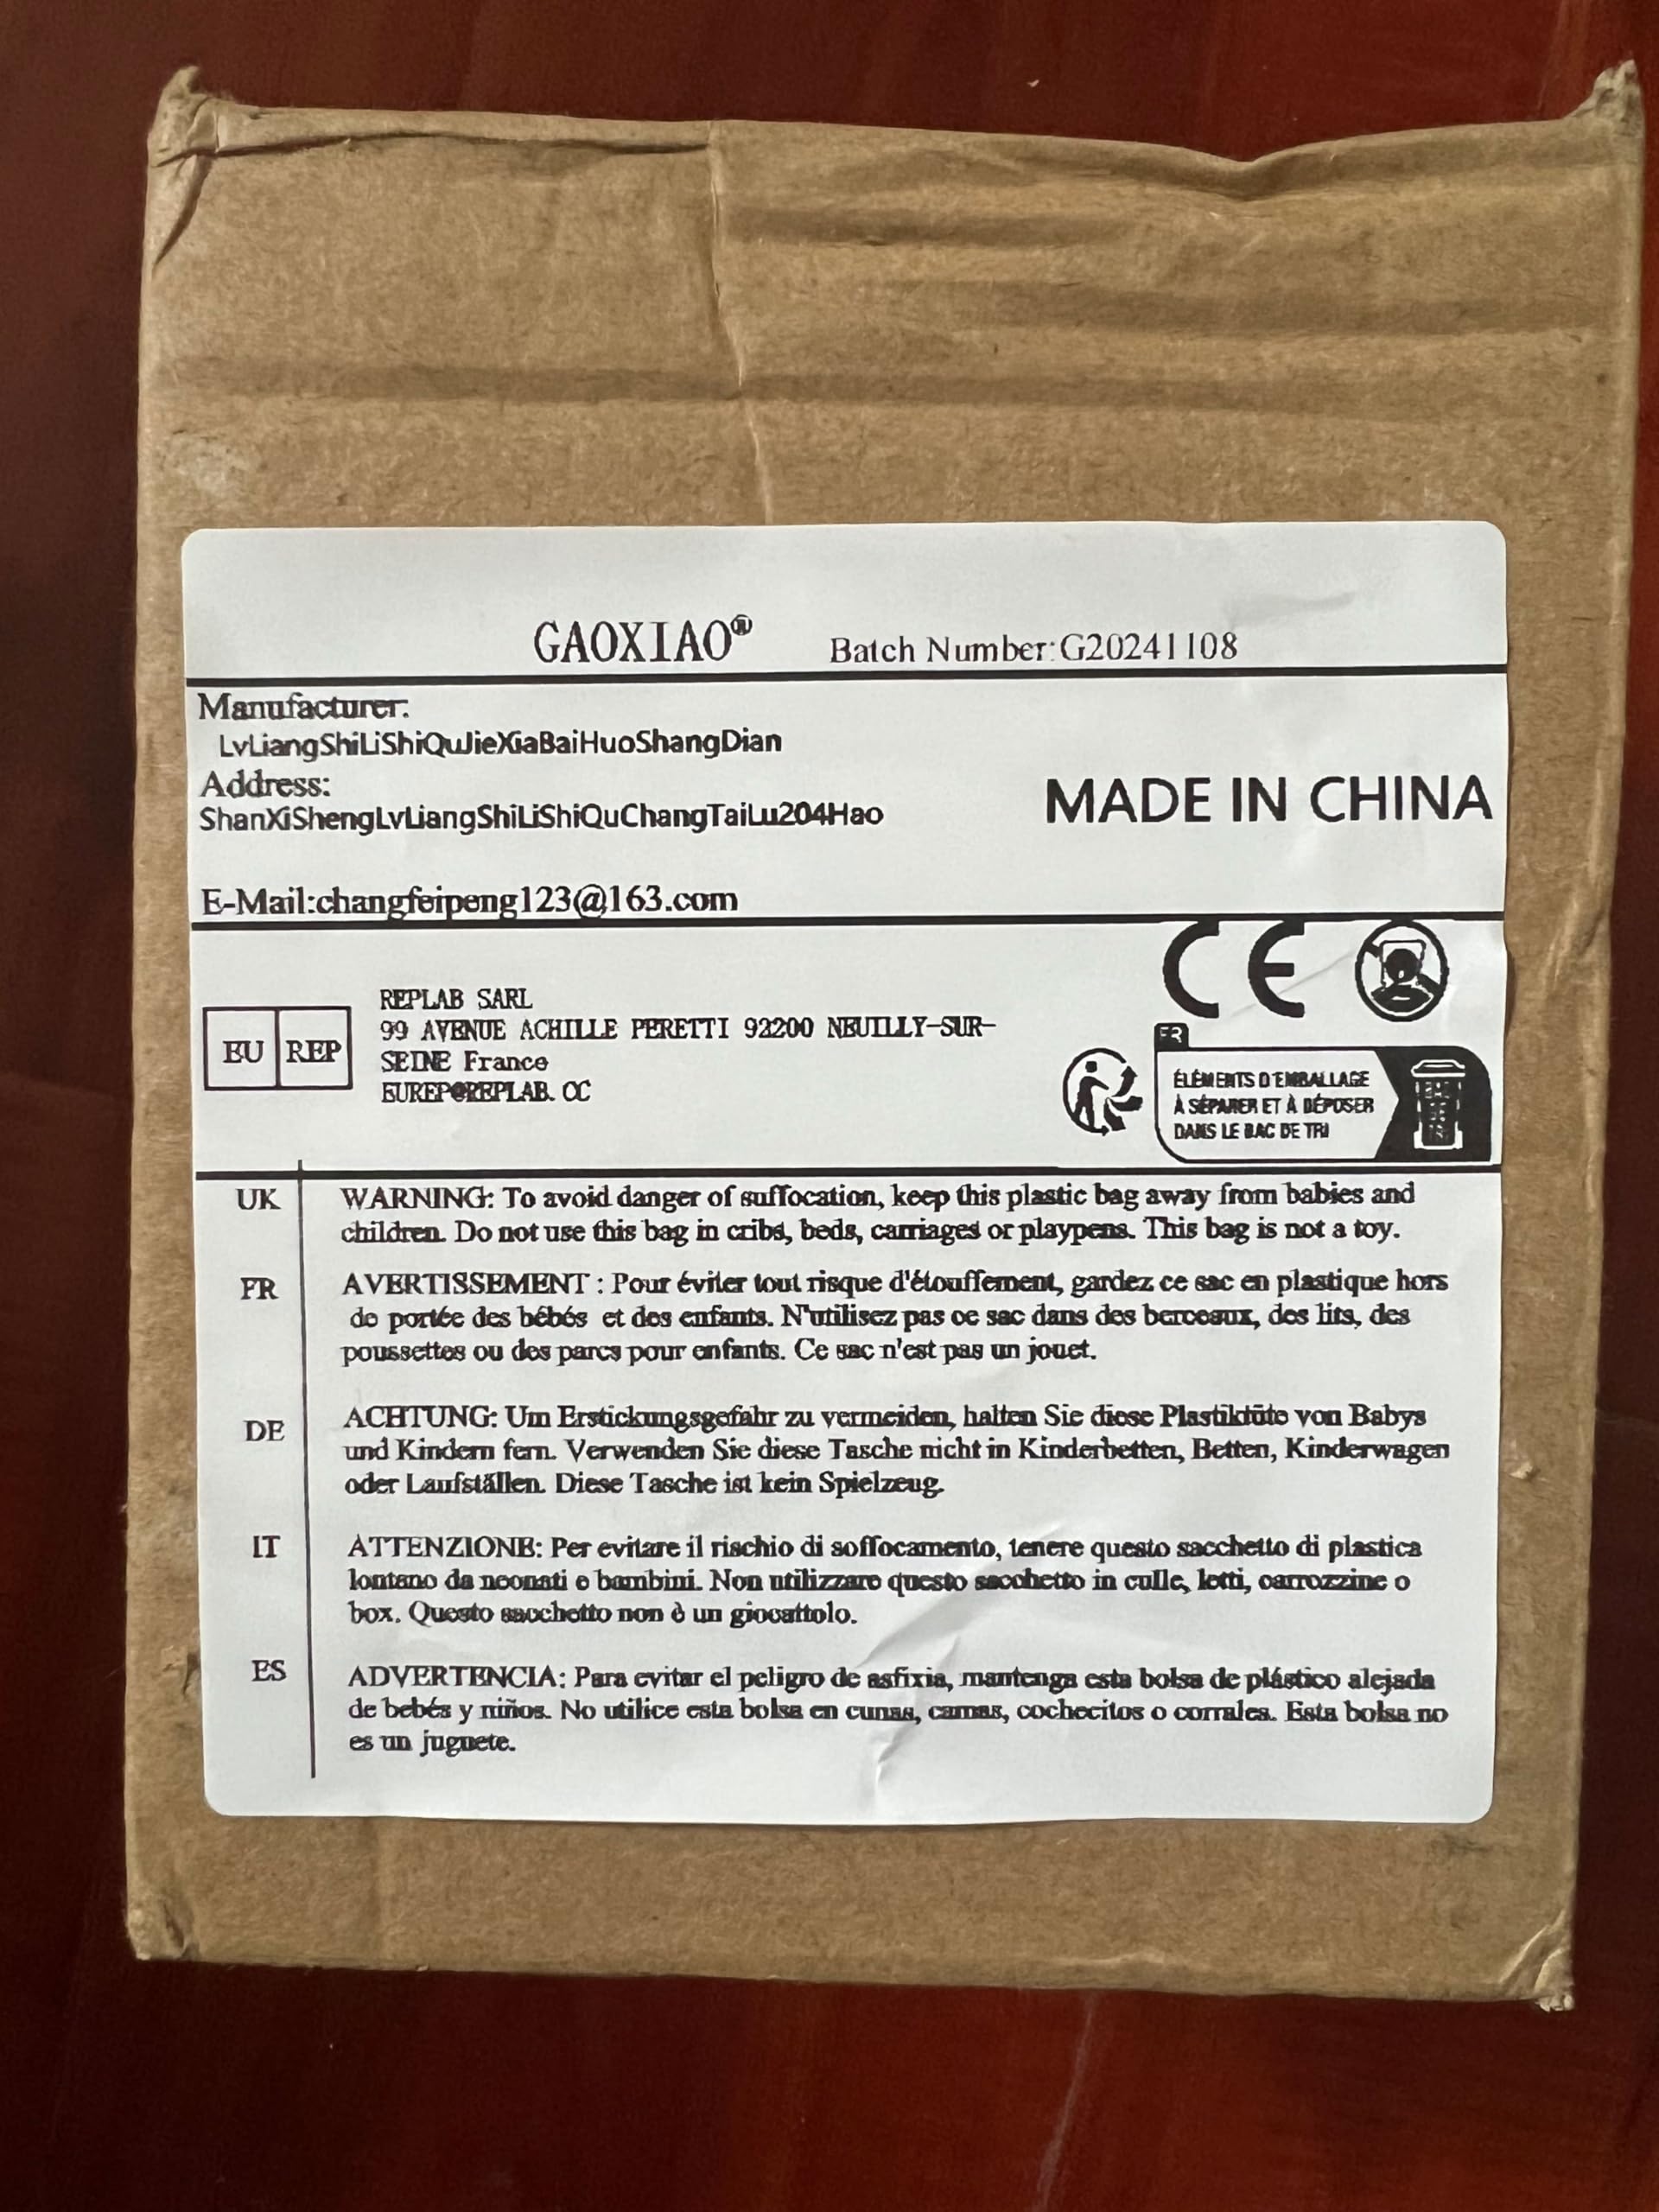 GAOXIAO® Batch Number:G20241108
Manufacturer:
LvLiangShiLiShiQuJieXiaBaiHuoShangDian
Address:
ShanXiShengLvLiangShiLiShiQuChangTaiLu204Hao
MADE IN CHINA
E-Mail:changfeipeng123@163.com
CE
EU REP
REPLAB SARL
99 AVENUE ACHILLE PERETTI 92200 NEUILLY-SUR-
SEINE France
EUREP@REPLAB.CC
FR
ÉLÉMENTS D'EMBALLAGE
À SÉPARER ET À DÉPOSER
DANS LE BAC DE TRI
UK WARNING: To avoid danger of suffocation, keep this plastic bag away from babies and
children. Do not use this bag in cribs, beds, carriages or playpens. This bag is not a toy.
FR AVERTISSEMENT : Pour éviter tout risque d'étouffement, gardez ce sac en plastique hors
de portée des bébés et des enfants. N'utilisez pas ce sac dans des berceaux, des lits, des
poussettes ou des parcs pour enfants. Ce sac n'est pas un jouet.
DE ACHTUNG: Um Erstickungsgefahr zu vermeiden, halten Sie diese Plastiktüte von Babys
und Kindern fern. Verwenden Sie diese Tasche nicht in Kinderbetten, Betten, Kinderwagen
oder Laufställen. Diese Tasche ist kein Spielzeug.
IT ATTENZIONE: Per evitare il rischio di soffocamento, tenere questo sacchetto di plastica
lontano da neonati e bambini. Non utilizzare questo sacchetto in culle, letti, carrozzine o
box. Questo sacchetto non è un giocattolo.
ES ADVERTENCIA: Para evitar el peligro de asfixia, mantenga esta bolsa de plástico alejada
de bebés y niños. No utilice esta bolsa en cunas, camas, cochecitos o corrales. Esta bolsa no
es un juguete.